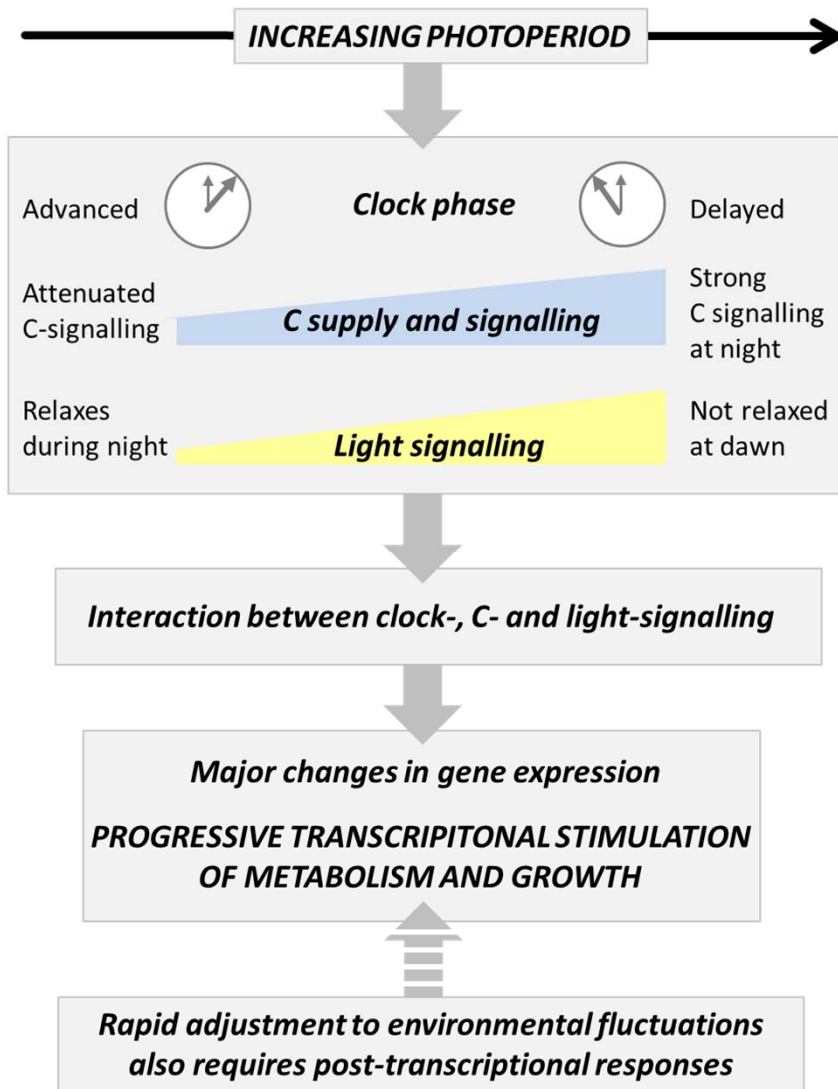 INCREASING PHOTOPERIOD
Advanced
Clock phase
Delayed
Attenuated
C-signalling
C supply and signalling
Strong
C signalling
at night
Relaxes
during night
Light signalling
Not relaxed
at dawn
Interaction between clock-, C- and light-signalling
Major changes in gene expression
PROGRESSIVE TRANSCRIPITONAL STIMULATION
OF METABOLISM AND GROWTH
Rapid adjustment to environmental fluctuations
also requires post-transcriptional responses